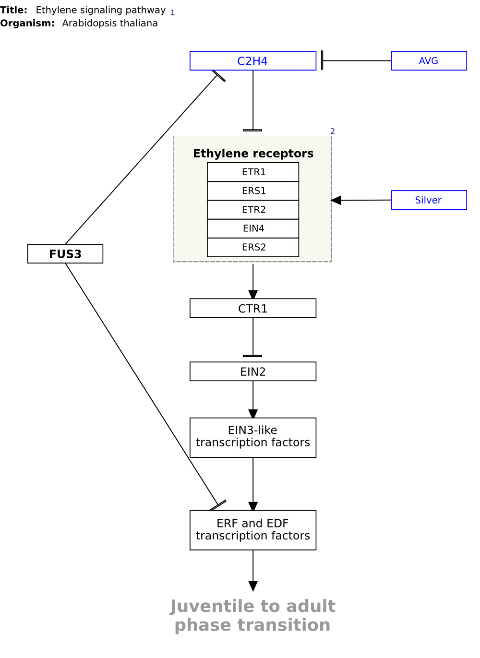 Title: Ethylene signaling pathway 1
Organism: Arabidopsis thaliana
C2H4
AVG
2
Ethylene receptors
ETR1
ERS1
ETR2
EIN4
ERS2
Silver
FUS3
CTR1
EIN2
EIN3-like
transcription factors
ERF and EDF
transcription factors
Juventile to adult
phase transition